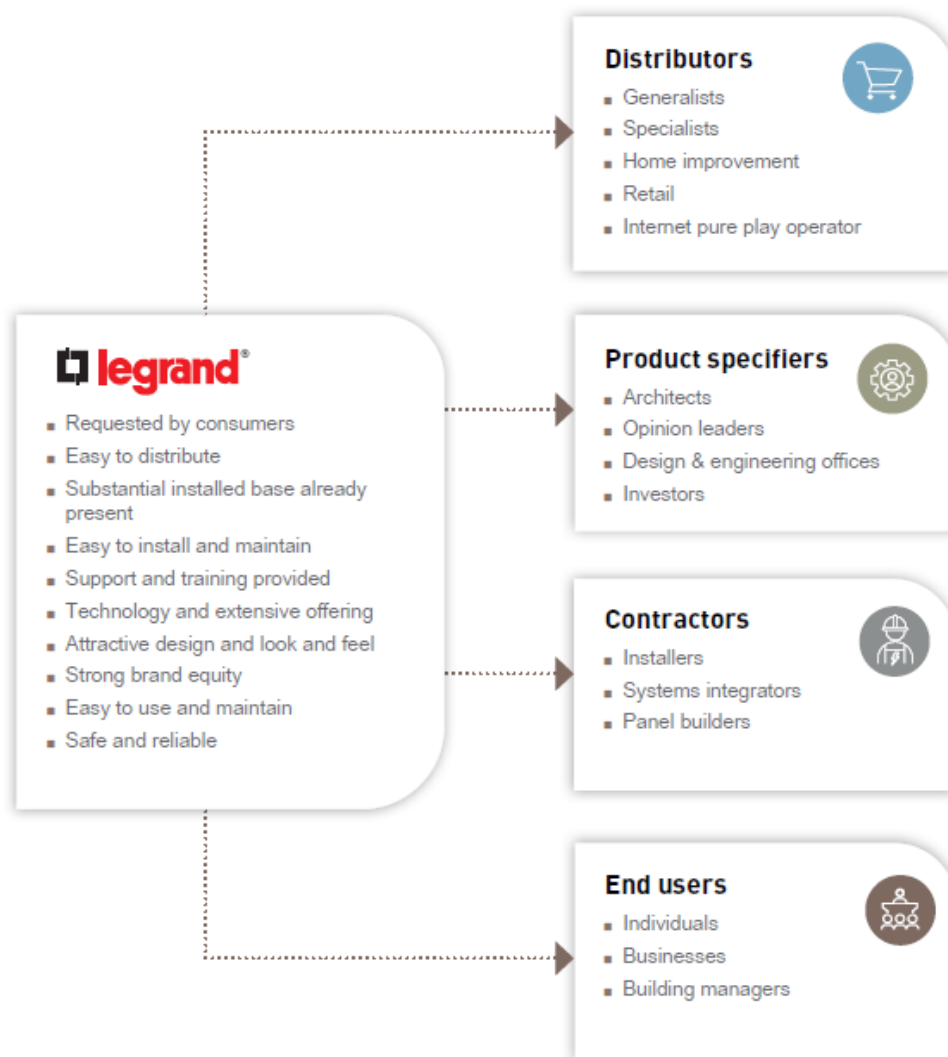 legrand®
Requested by consumers
Easy to distribute
Substantial installed base already
present
Easy to install and maintain
Support and training provided
Technology and extensive offering
Attractive design and look and feel
Strong brand equity
Easy to use and maintain
Safe and reliable
Distributors
Generalists
Specialists
Home improvement
Retail
Internet pure play operator
Product specifiers
Architects
Opinion leaders
Design & engineering offices
Investors
Contractors
Installers
Systems integrators
Panel builders
End users
Individuals
Businesses
Building managers